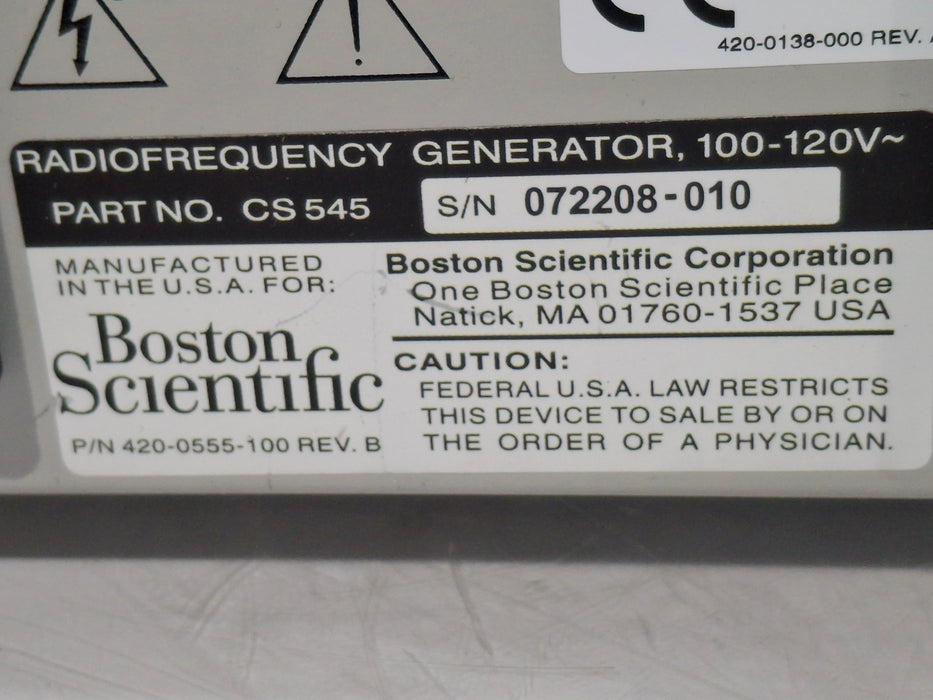 CE
420-0138-000 REV.
RADIOFREQUENCY GENERATOR, 100-120V~
PART NO. CS 545
S/N 072208-010
MANUFACTURED
IN THE U.S.A. FOR:
Boston
Scientific
P/N 420-0555-100 REV. B
Boston Scientific Corporation
One Boston Scientific Place
Natick, MA 01760-1537 USA
CAUTION:
FEDERAL U.S.A. LAW RESTRICTS
THIS DEVICE TO SALE BY OR ON
THE ORDER OF A PHYSICIAN.